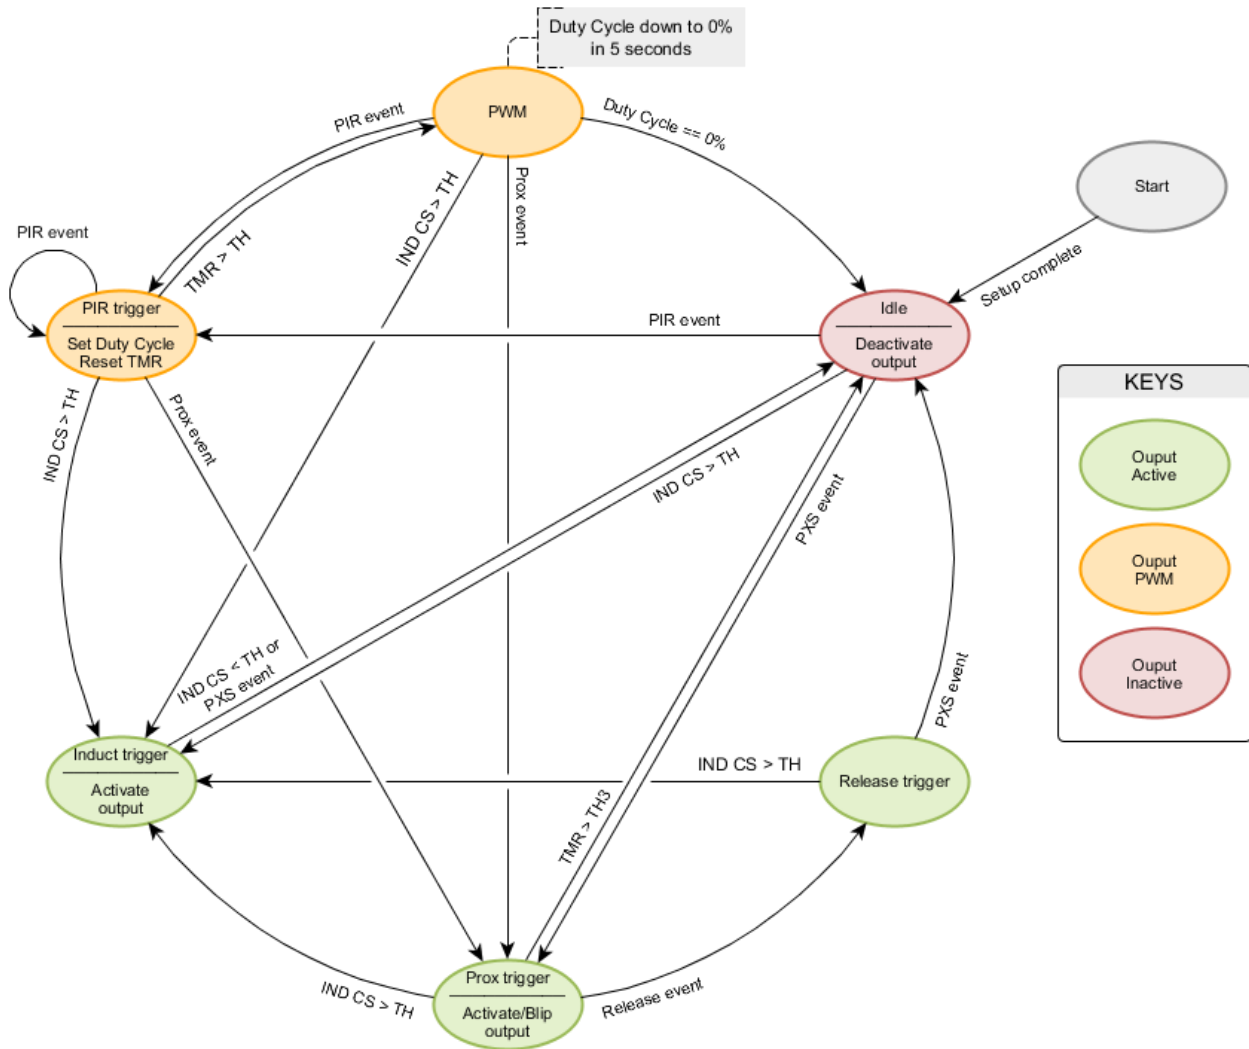 Duty Cycle down to 0%
in 5 seconds
PWM
PIR event
Duty Cycle == 0%
Start
Prox event
IND CS > TH
PIR event
TMR > TH
Setup complete
PIR trigger
Set Duty Cycle
Reset TMR
PIR event
Idle
Deactivate
output
KEYS
Ouput
Active
Ouput
PWM
Ouput
Inactive
IND CS > TH
Prox event
IND CS > TH
PXS event
IND CS < TH or
PXS event
PXS event
Induct trigger
Activate
output
IND CS > TH
Release trigger
TMR > TH3
IND CS > TH
Prox trigger
Activate/Blip
output
Release event